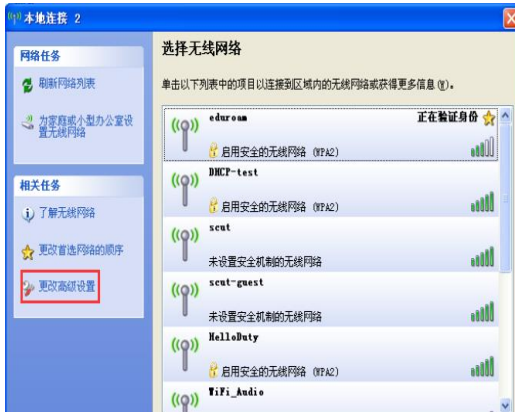 本地连接 2
网络任务
刷新网络列表
为家庭或小型办公室设
置无线网络
相关任务
了解无线网络
更改首选网络的顺序
更改高级设置
选择无线网络
单击以下列表中的项目以连接到区域内的无线网络或获得更多信息(W)。
eduroam
正在验证身份
启用安全的无线网络 (WPA2)
DHCP-test
启用安全的无线网络 (WPA2)
scut
未设置安全机制的无线网络
scut-guest
未设置安全机制的无线网络
HelloDuty
启用安全的无线网络 (WPA2)
WiFi_Audio